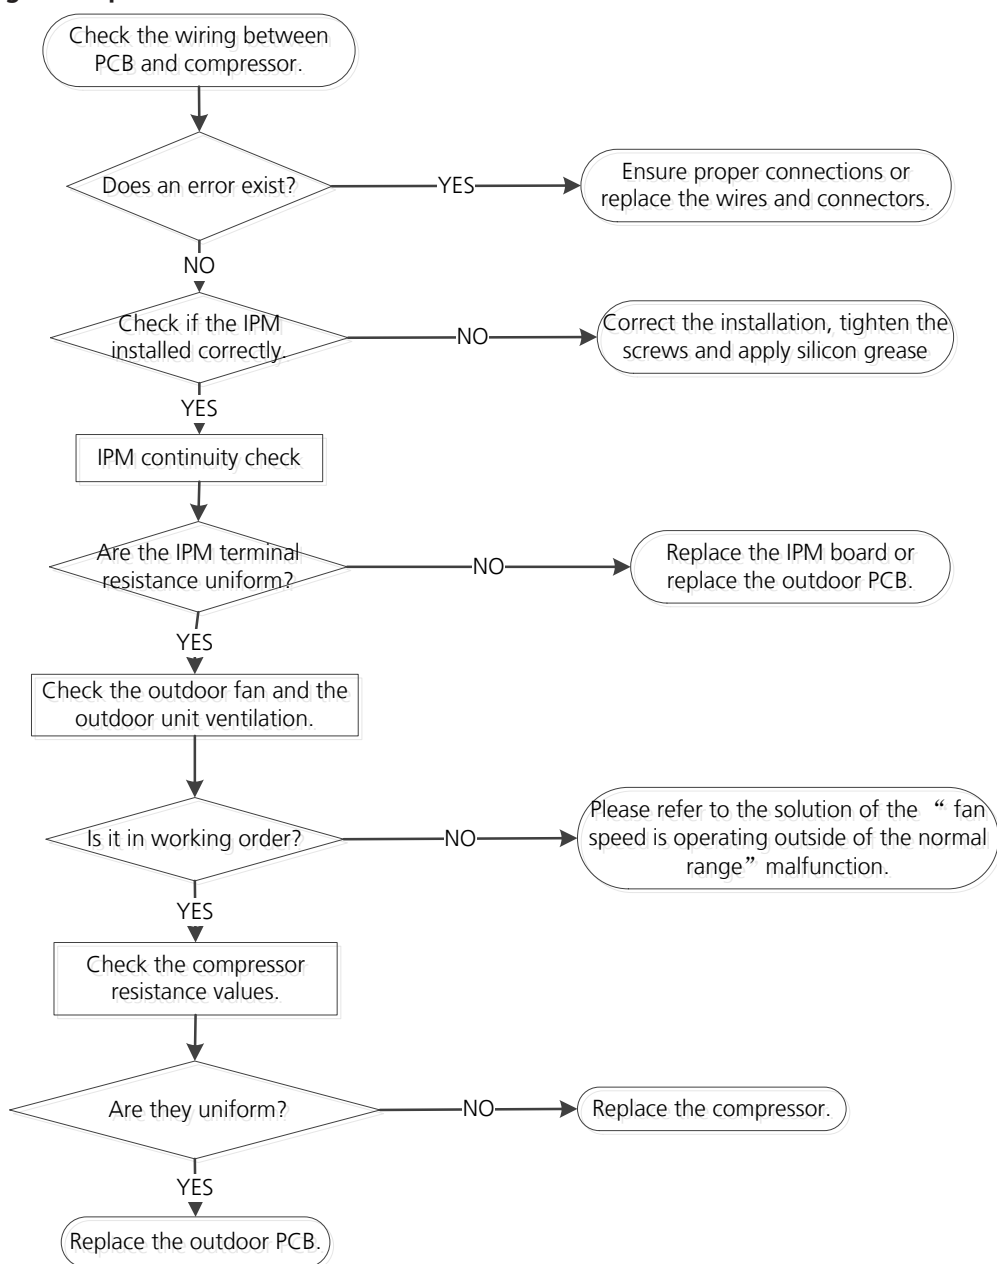 Check the wiring between
PCB and compressor.
Does an error exist?
YES
Ensure proper connections or
replace the wires and connectors.
NO
Check if the IPM
installed correctly.
NO
Correct the installation, tighten the
screws and apply silicon grease
YES
IPM continuity check
Are the IPM terminal
resistance uniform?
NO
Replace the IPM board or
replace the outdoor PCB.
YES
Check the outdoor fan and the
outdoor unit ventilation.
Is it in working order?
NO
Please refer to the solution of the “ fan
speed is operating outside of the normal
range” malfunction.
YES
Check the compressor
resistance values.
Are they uniform?
NO
Replace the compressor.
YES
Replace the outdoor PCB.